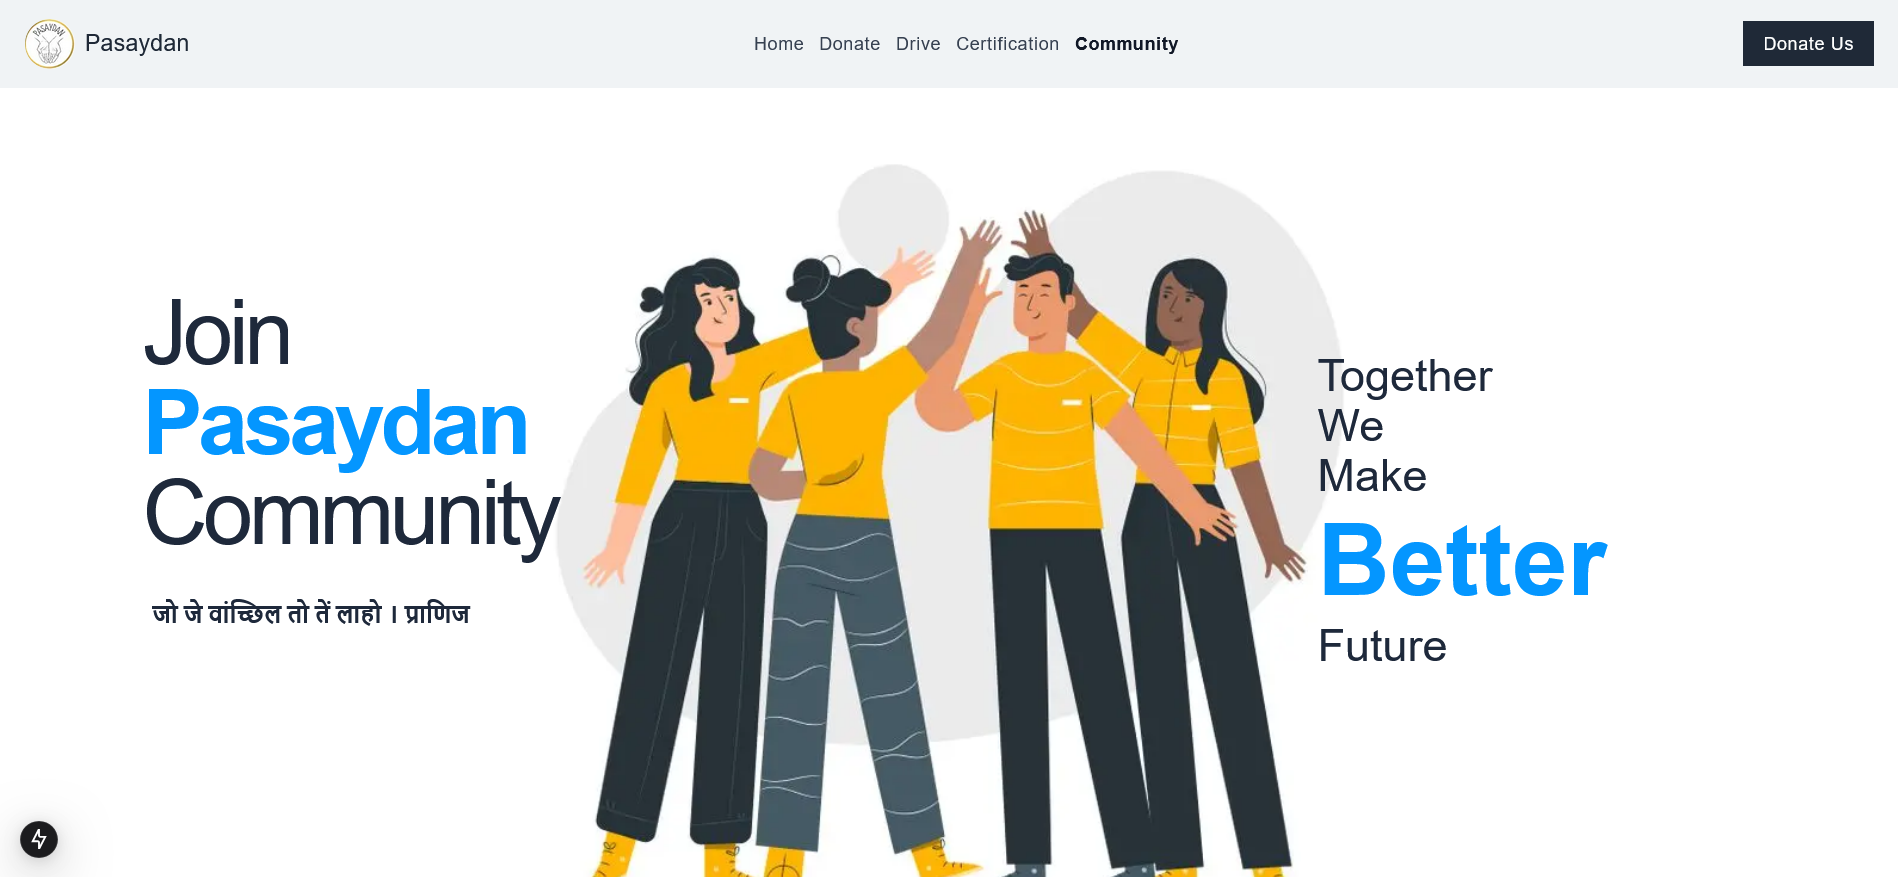 PASAYDAN
Pasaydan
Home Donate Drive Certification Community
Donate Us
Join
Pasaydan
Community
जो जे वांच्छिल तो तें लाहो । प्राणिज
Together
We
Make
Better
Future